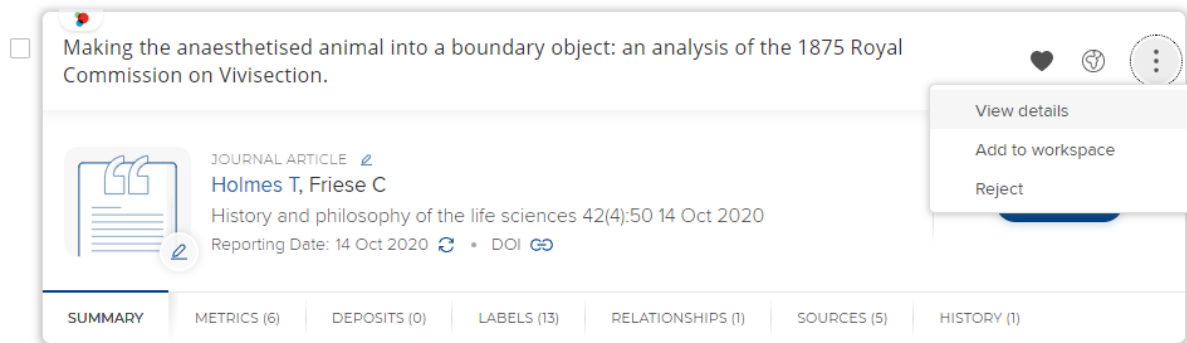 Making the anaesthetised animal into a boundary object: an analysis of the 1875 Royal
Commission on Vivisection.
View details
Add to workspace
Reject
JOURNAL ARTICLE
Holmes T, Friese C
History and philosophy of the life sciences 42(4):50 14 Oct 2020
Reporting Date: 14 Oct 2020 • DOI
SUMMARY METRICS (6) DEPOSITS (0) LABELS (13) RELATIONSHIPS (1) SOURCES (5) HISTORY (1)